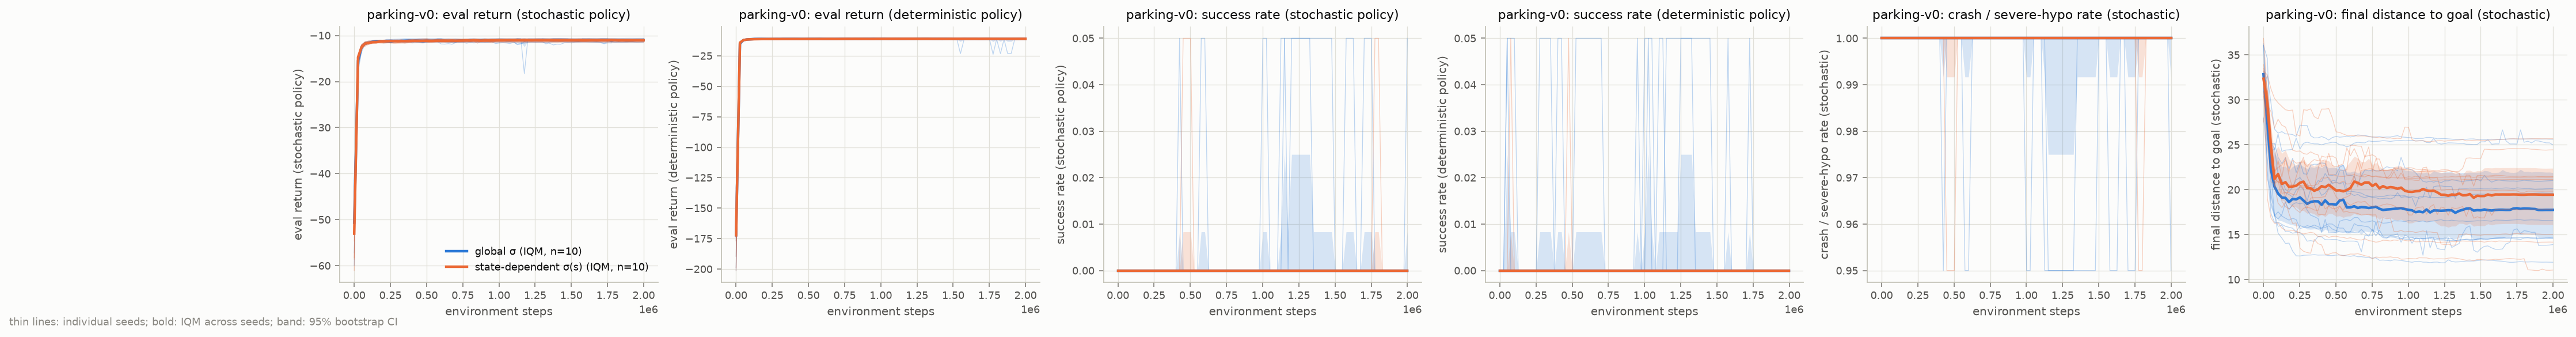 parking-v0: eval return (stochastic policy)
eval return (stochastic policy)
−10
−20
−30
−40
−50
−60
global σ (IQM, n=10)
state-dependent σ(s) (IQM, n=10)
0.00 0.25 0.50 0.75 1.00 1.25 1.50 1.75 2.00
1e6
environment steps
parking-v0: eval return (deterministic policy)
eval return (deterministic policy)
−25
−50
−75
−100
−125
−150
−175
−200
0.00 0.25 0.50 0.75 1.00 1.25 1.50 1.75 2.00
1e6
environment steps
parking-v0: success rate (stochastic policy)
success rate (stochastic policy)
0.05
0.04
0.03
0.02
0.01
0.00
0.00 0.25 0.50 0.75 1.00 1.25 1.50 1.75 2.00
1e6
environment steps
parking-v0: success rate (deterministic policy)
success rate (deterministic policy)
0.05
0.04
0.03
0.02
0.01
0.00
0.00 0.25 0.50 0.75 1.00 1.25 1.50 1.75 2.00
1e6
environment steps
parking-v0: crash / severe-hypo rate (stochastic)
crash / severe-hypo rate (stochastic)
1.00
0.99
0.98
0.97
0.96
0.95
0.00 0.25 0.50 0.75 1.00 1.25 1.50 1.75 2.00
1e6
environment steps
parking-v0: final distance to goal (stochastic)
final distance to goal (stochastic)
35
30
25
20
15
10
0.00 0.25 0.50 0.75 1.00 1.25 1.50 1.75 2.00
1e6
environment steps
thin lines: individual seeds; bold: IQM across seeds; band: 95% bootstrap CI